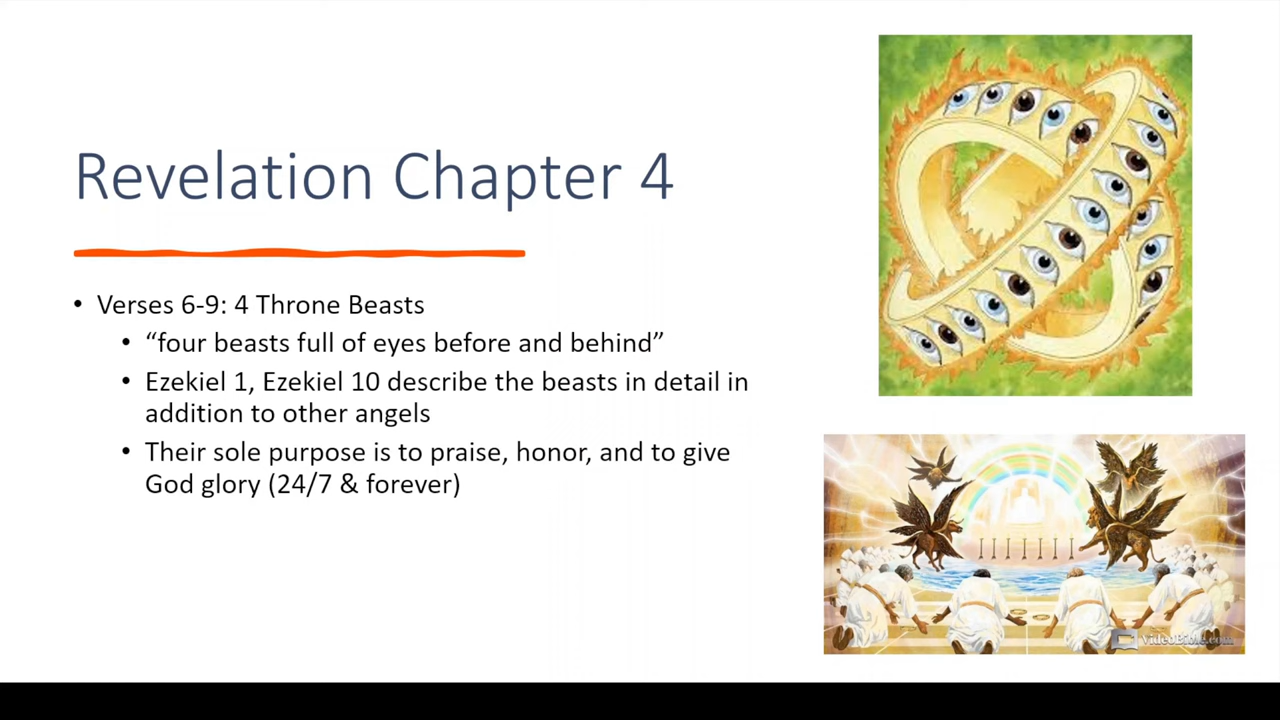 Revelation Chapter 4
• Verses 6-9: 4 Throne Beasts
• “four beasts full of eyes before and behind”
• Ezekiel 1, Ezekiel 10 describe the beasts in detail in
addition to other angels
• Their sole purpose is to praise, honor, and to give
God glory (24/7 & forever)
VideoBible.com